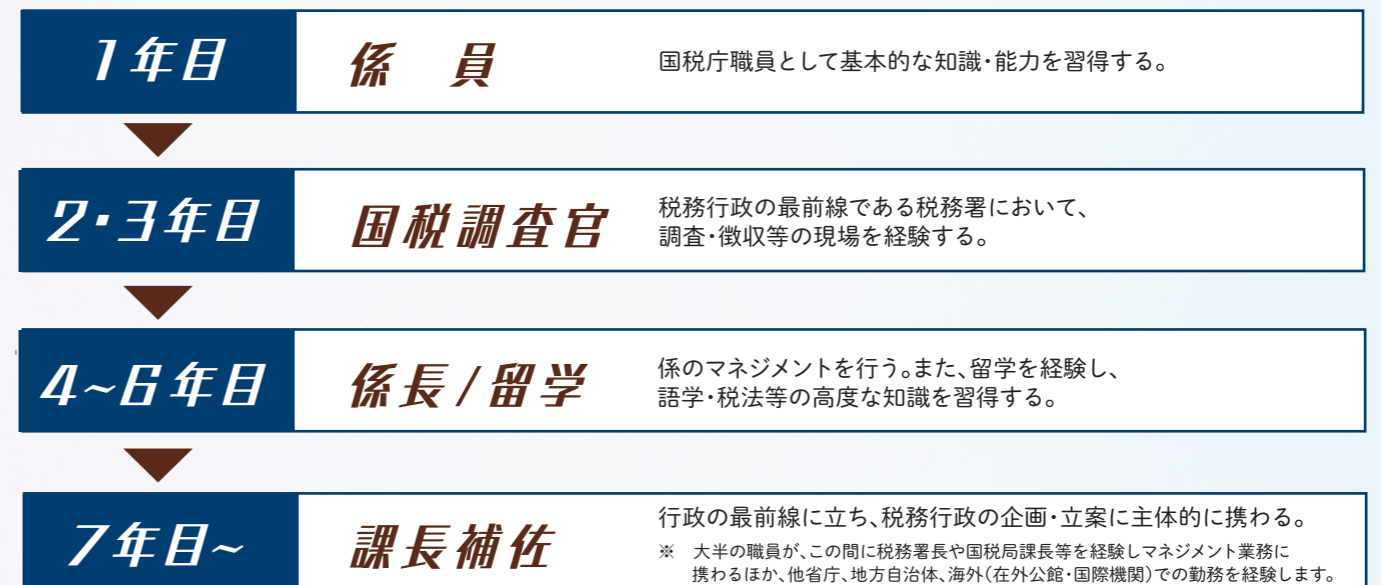 1年目
係　員
国税庁職員として基本的な知識・能力を習得する。
2・3年目
国税調査官
税務行政の最前線である税務署において、
調査・徴収等の現場を経験する。
4~6年目
係長/留学
係のマネジメントを行う。また、留学を経験し、
語学・税法等の高度な知識を習得する。
7年目~
課長補佐
行政の最前線に立ち、税務行政の企画・立案に主体的に携わる。
※　大半の職員が、この間に税務署長や国税局課長等を経験しマネジメント業務に
携わるほか、他省庁、地方自治体、海外（在外公館・国際機関）での勤務を経験します。